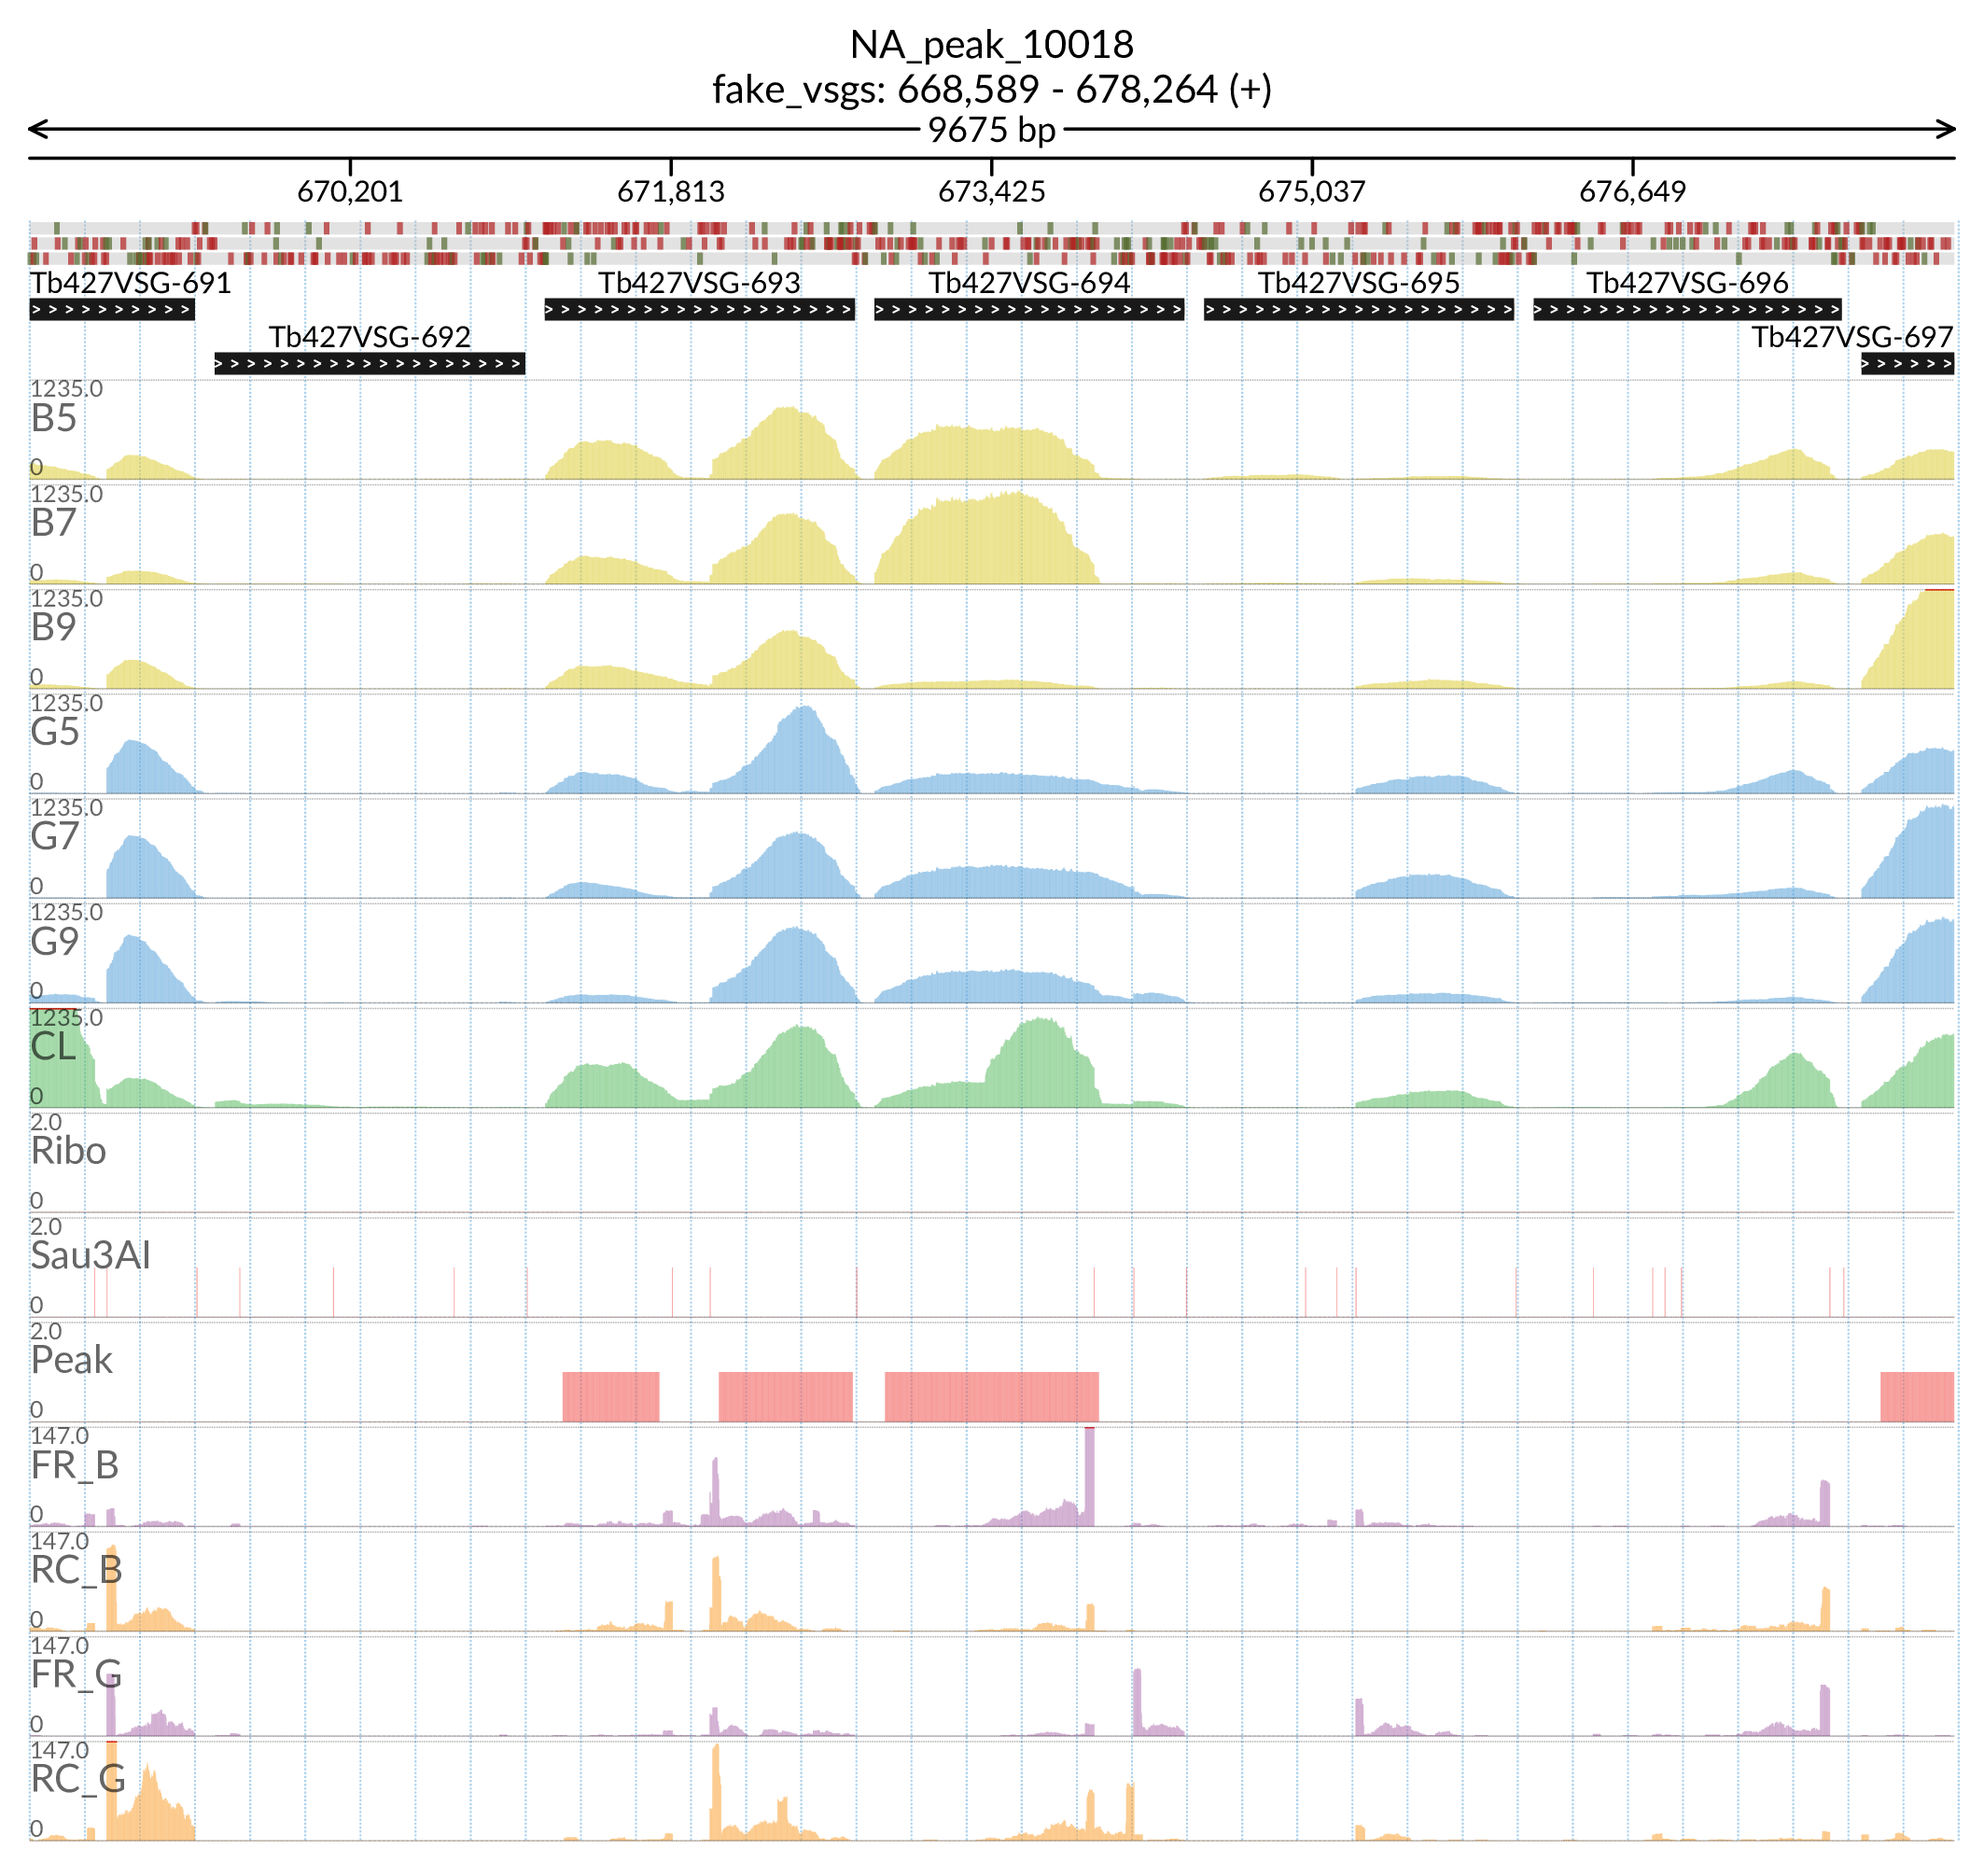 NA_peak_10018
fake_vsgs: 668,589 - 678,264 (+)
9675 bp
670,201 671,813 673,425 675,037 676,649
Tb427VSG-691 Tb427VSG-693 Tb427VSG-694 Tb427VSG-695 Tb427VSG-696
Tb427VSG-692 Tb427VSG-697
1235.0
B5
0
1235.0
B7
0
1235.0
B9
0
1235.0
G5
0
1235.0
G7
0
1235.0
G9
0
1235.0
CL
0
2.0
Ribo
0
2.0
Sau3AI
0
2.0
Peak
0
147.0
FR_B
0
147.0
RC_B
0
147.0
FR_G
0
147.0
RC_G
0